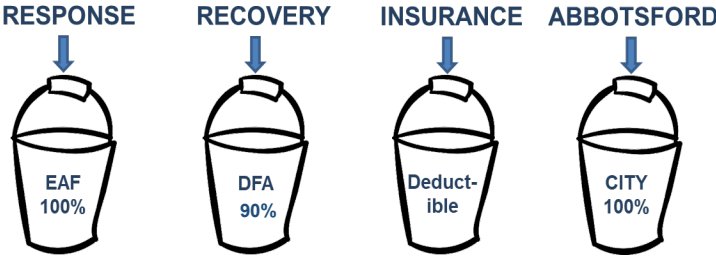 RESPONSE RECOVERY INSURANCE ABBOTSFORD
EAF
100%
DFA
90%
Deduct-
ible
CITY
100%